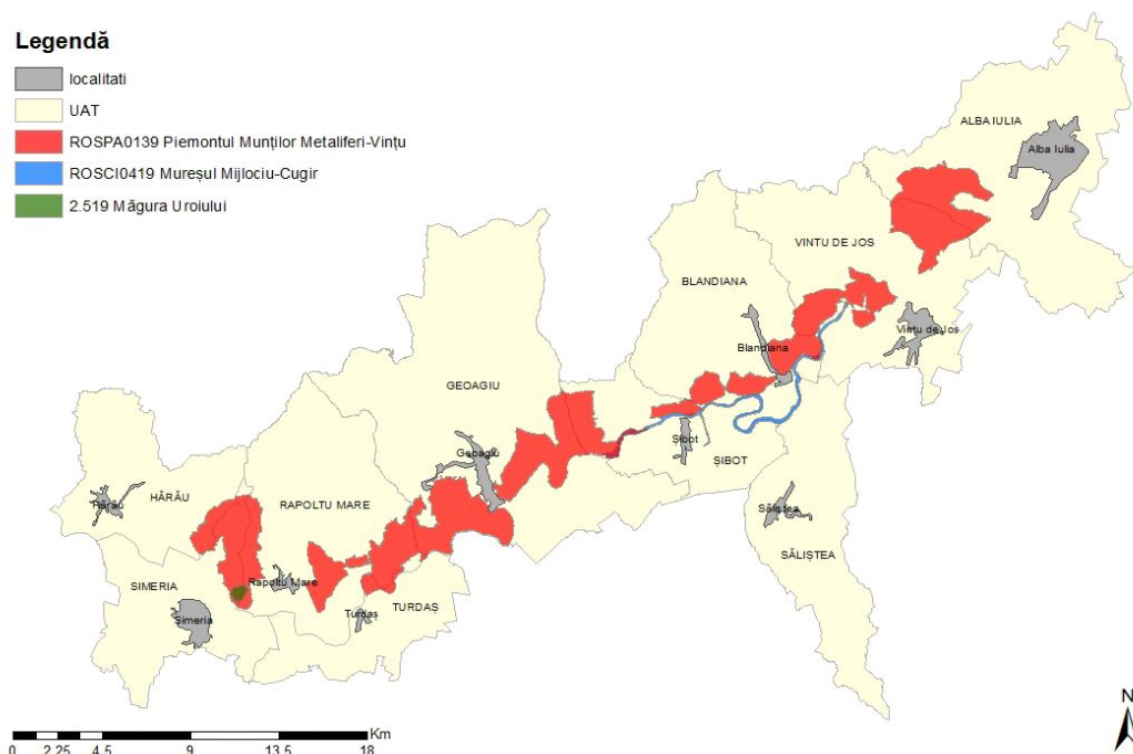 Legendă
localitati
UAT
ROSPA0139 Piemontul Munților Metaliferi-Vințu
ROSCI0419 Mureșul Mijlociu-Cugir
2.519 Măgura Uroiului
ALBA IULIA
Alba Iulia
VINTU DE JOS
BLANDIANA
Vintu de Jos
Blandiana
GEOAGIU
Geoagiu
Șibot
ȘIBOT
HĂRĂU
Hărău
RAPOLTU MARE
Săliștea
SĂLIȘTEA
SIMERIA
Rapoltu Mare
Simeria
Turdaș
TURDAȘ
N
Km
0 2.25 4.5 9 13.5 18